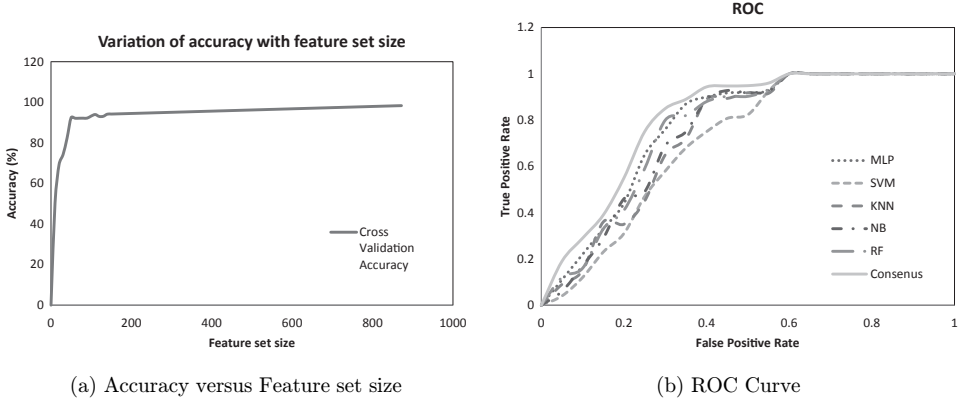 Variation of accuracy with feature set size
120
100
80
60
40
20
0
Accuracy (%)
Cross
Validation
Accuracy
0 200 400 600 800 1000
Feature set size
(a) Accuracy versus Feature set size
ROC
1.2
1
0.8
0.6
0.4
0.2
0
True Positive Rate
MLP
SVM
KNN
NB
RF
Consenus
0 0.2 0.4 0.6 0.8 1
False Positive Rate
(b) ROC Curve